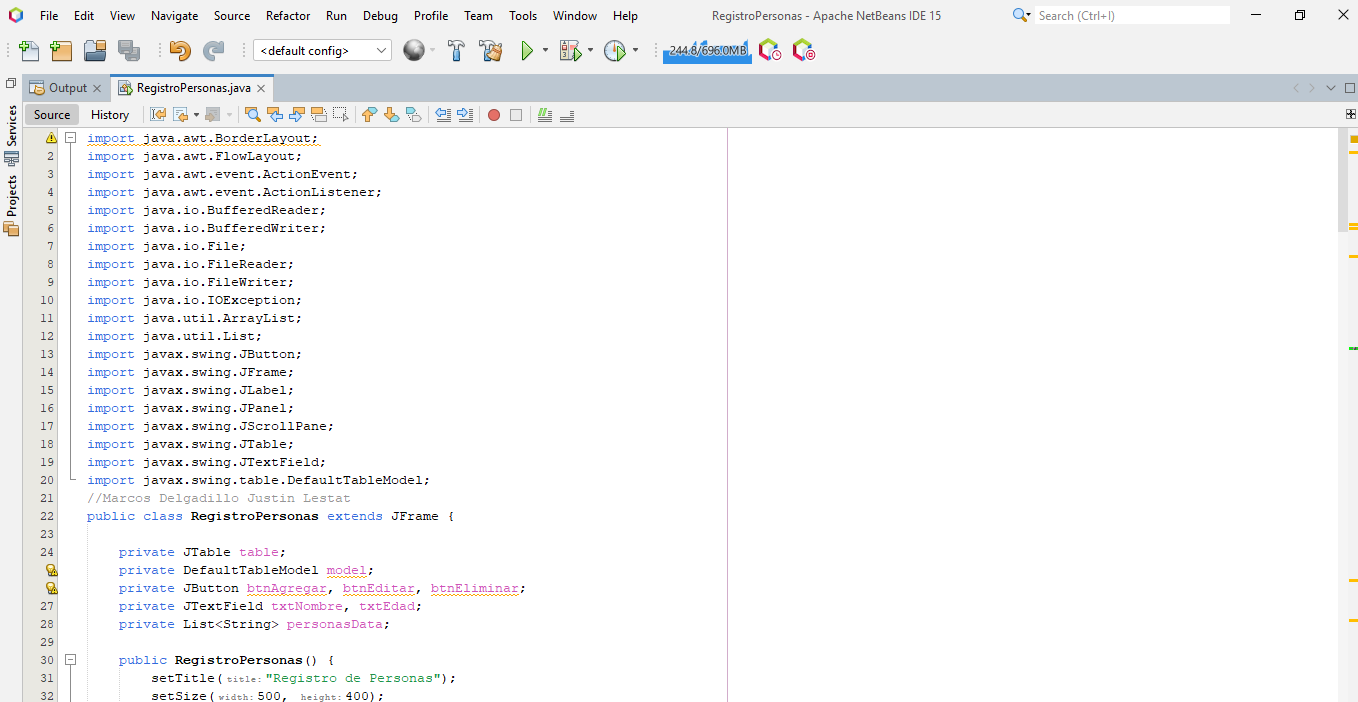 File Edit View Navigate Source Refactor Run Debug Profile Team Tools Window Help RegistroPersonas - Apache NetBeans IDE 15 Search (Ctrl+I)
<default config> 244.8/696.0MB
Output RegistroPersonas.java
Source History
Services
Projects
import java.awt.BorderLayout;
2 import java.awt.FlowLayout;
3 import java.awt.event.ActionEvent;
4 import java.awt.event.ActionListener;
5 import java.io.BufferedReader;
6 import java.io.BufferedWriter;
7 import java.io.File;
8 import java.io.FileReader;
9 import java.io.FileWriter;
10 import java.io.IOException;
11 import java.util.ArrayList;
12 import java.util.List;
13 import javax.swing.JButton;
14 import javax.swing.JFrame;
15 import javax.swing.JLabel;
16 import javax.swing.JPanel;
17 import javax.swing.JScrollPane;
18 import javax.swing.JTable;
19 import javax.swing.JTextField;
20 import javax.swing.table.DefaultTableModel;
21 //Marcos Delgadillo Justin Lestat
22 public class RegistroPersonas extends JFrame {
23
24 private JTable table;
private DefaultTableModel model;
private JButton btnAgregar, btnEditar, btnEliminar;
27 private JTextField txtNombre, txtEdad;
28 private List<String> personasData;
29
30 public RegistroPersonas() {
31 setTitle(title:"Registro de Personas");
32 setSize(width:500, height:400);